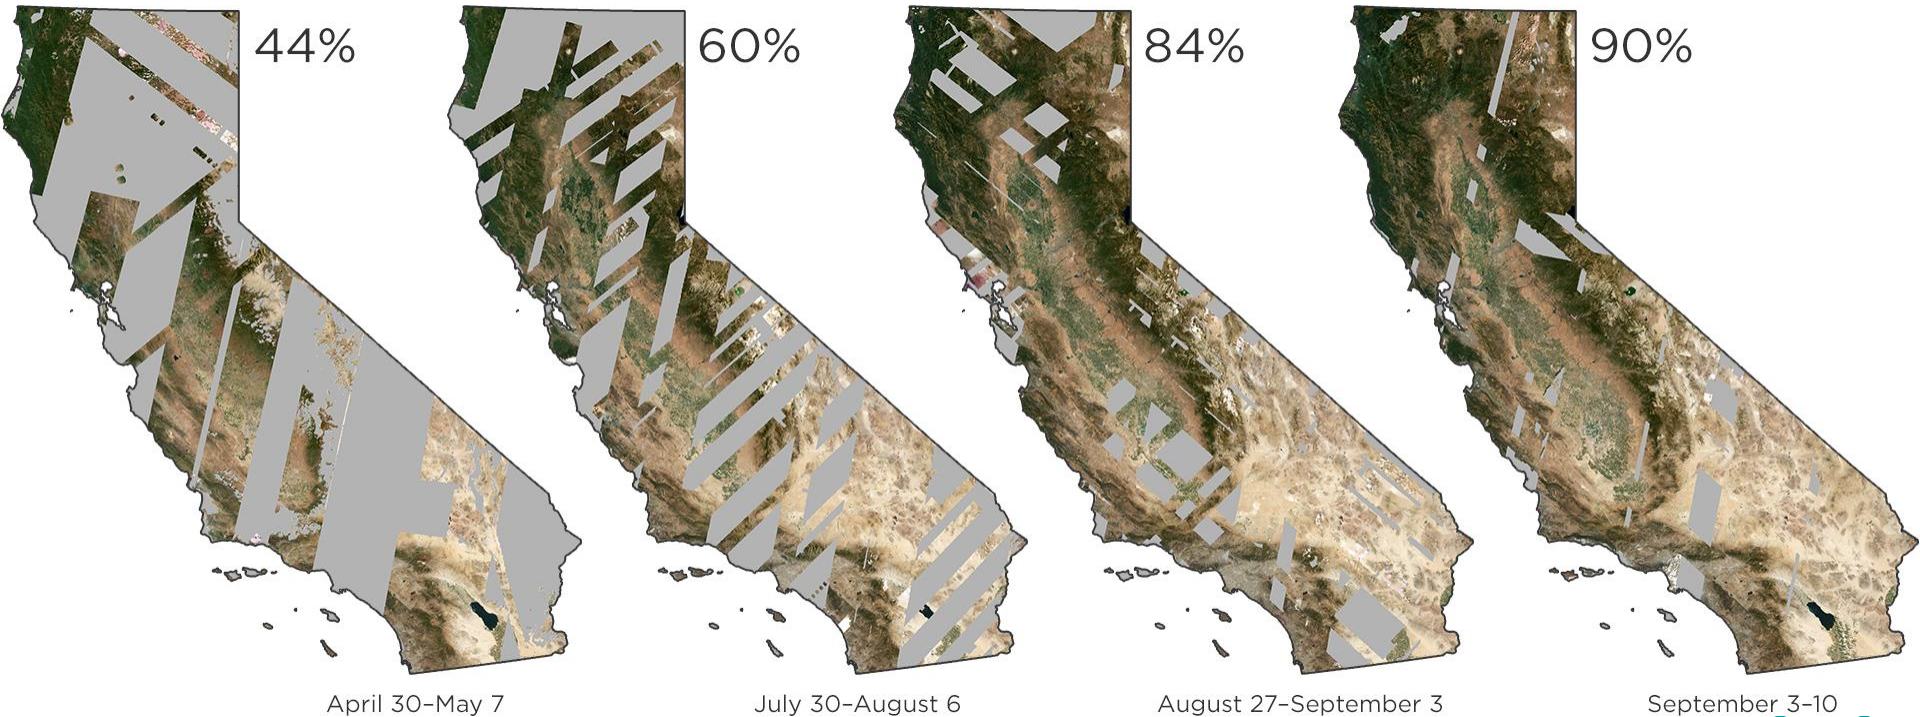 44%
60%
84%
90%
April 30–May 7
July 30–August 6
August 27–September 3
September 3–10